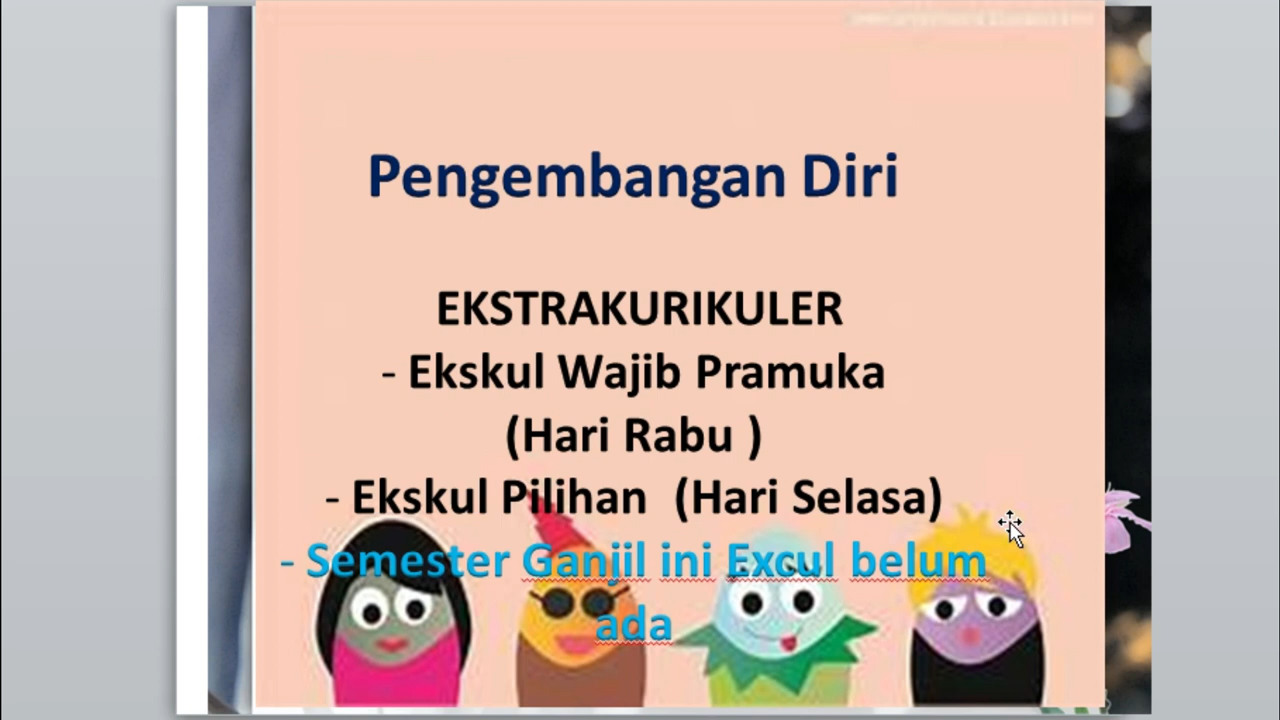 Pengembangan Diri
EKSTRAKURIKULER
- Ekskul Wajib Pramuka
(Hari Rabu )
- Ekskul Pilihan (Hari Selasa)
- Semester Ganjil ini Excul belum
ada